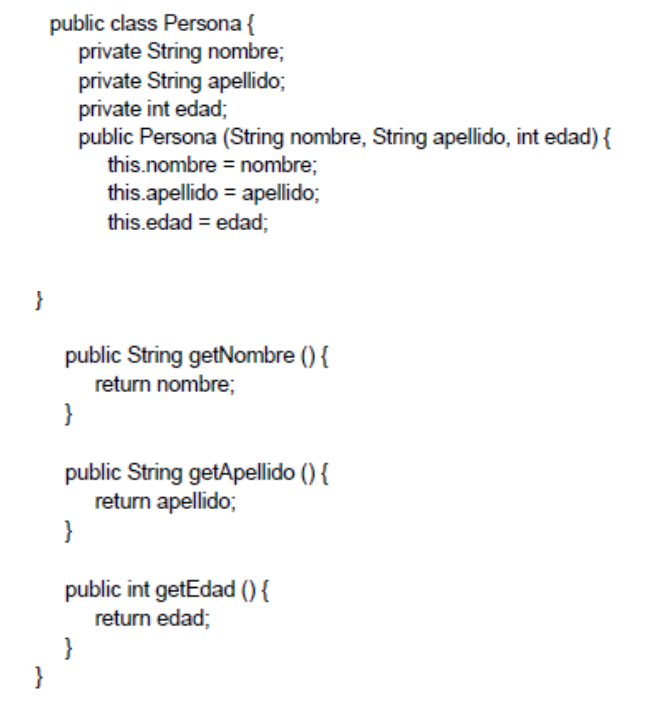 public class Persona {
private String nombre;
private String apellido;
private int edad;
public Persona (String nombre, String apellido, int edad) {
this.nombre = nombre;
this.apellido = apellido;
this.edad = edad;
}
public String getNombre () {
return nombre;
}
public String getApellido () {
return apellido;
}
public int getEdad () {
return edad;
}
}